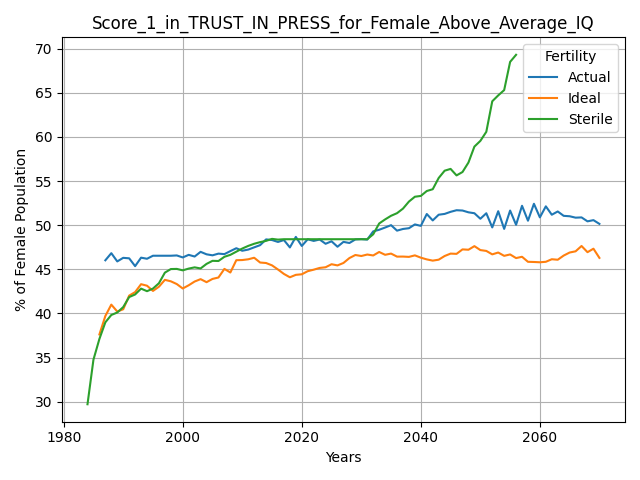 Score_1_in_TRUST_IN_PRESS_for_Female_Above_Average_IQ
Fertility
Actual
Ideal
Sterile
% of Female Population
70
65
60
55
50
45
40
35
30
1980
2000
2020
2040
2060
Years